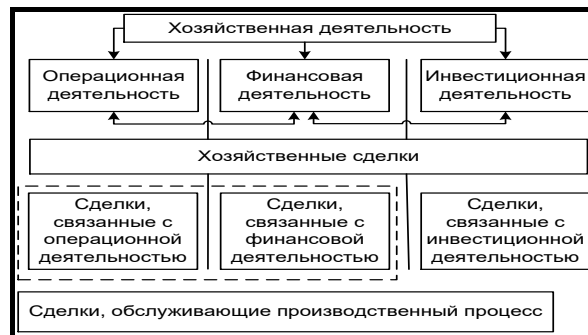 Хозяйственная деятельность
Операционная
деятельность
Финансовая
деятельность
Инвестиционная
деятельность
Хозяйственные сделки
Сделки,
связанные с
операционной
деятельностью
Сделки,
связанные с
финансовой
деятельностью
Сделки,
связанные с
инвестиционной
деятельностью
Сделки, обслуживающие производственный процесс